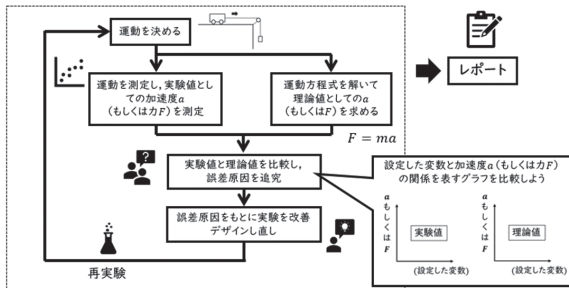 運動を決める
運動を測定し,実験値とし
ての加速度a
(もしくは力F)を測定
運動方程式を解いて
理論値としてのa
(もしくはF)を求める
F = ma
実験値と理論値を比較し,
誤差原因を追究
誤差原因をもとに実験を改善
デザインし直し
再実験
レポート
設定した変数と加速度a(もしくは力F)
の関係を表すグラフを比較しよう
aもしくはF
実験値
(設定した変数)
aもしくはF
理論値
(設定した変数)
?